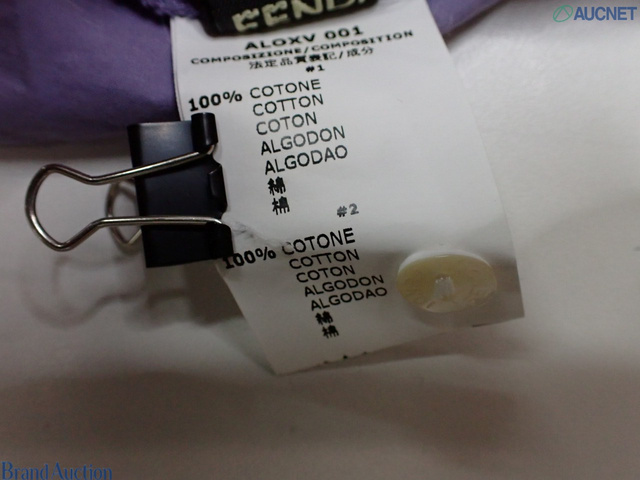 AUCNET
FENDI
ALOXV 001
COMPOSIZIONE/COMPOSITION
法定品質表記/成分
#1
100% COTONE
COTTON
COTON
ALGODON
ALGODAO
綿
棉
#2
100% COTONE
COTTON
COTON
ALGODON
ALGODAO
綿
棉
Brand Auction